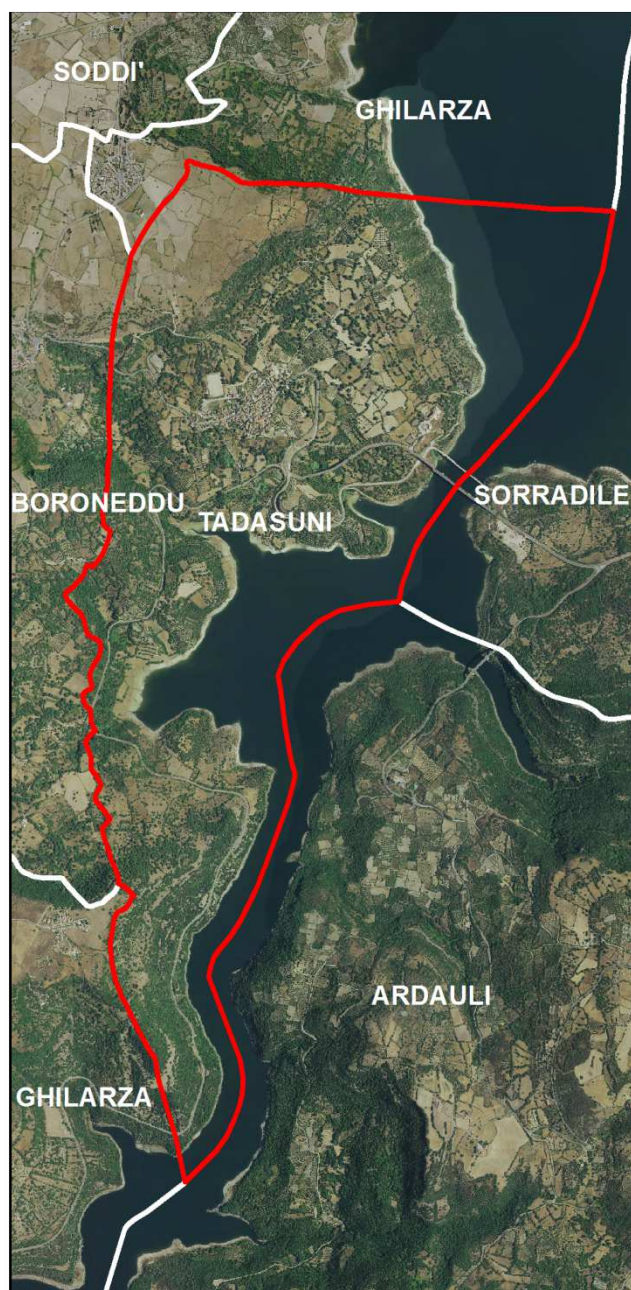 SODDI'
GHILARZA
BORONEDDU
SORRADILE
TADASUNI
ARDAULI
GHILARZA